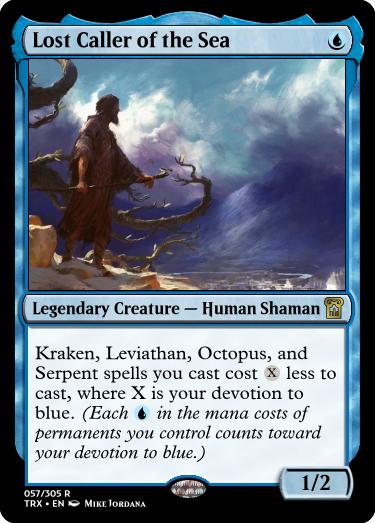 Lost Caller of the Sea
Legendary Creature — Human Shaman
Kraken, Leviathan, Octopus, and
Serpent spells you cast cost X less to
cast, where X is your devotion to
blue. (Each in the mana costs of
permanents you control counts toward
your devotion to blue.)
1/2
057/305 R
TRX • EN Mike Jordana